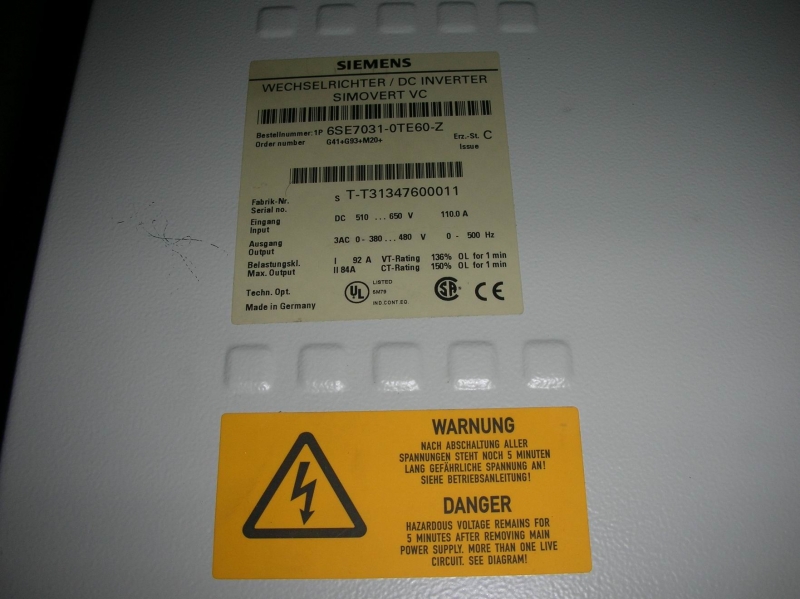 SIEMENS
WECHSELRICHTER / DC INVERTER
SIMOVERT VC
Bestellnummer: 1P 6SE7031-0TE60-Z
Order number G41+G93+M20+
Erz.-St. C
Issue
Fabrik-Nr.
Serial no. S T-T31347600011
Eingang
Input DC 510 ... 650 V 110.0 A
Ausgang
Output 3AC 0- 380... 480 V 0 - 500 Hz
Belastungskl. I 92 A VT-Rating 136% OL for 1 min
Max. Output II 84A CT-Rating 150% OL for 1 min
Techn. Opt.
Made in Germany
UL
LISTED
IND.CONT.EQ.
SA
CE
WARNUNG
NACH ABSCHALTUNG ALLER
SPANNUNGEN STEHT NOCH 5 MINUTEN
LANG GEFÄHRLICHE SPANNUNG AN!
SIEHE BETRIEBSANLEITUNG!
DANGER
HAZARDOUS VOLTAGE REMAINS FOR
5 MINUTES AFTER REMOVING MAIN
POWER SUPPLY. MORE THAN ONE LIVE
CIRCUIT. SEE DIAGRAM!